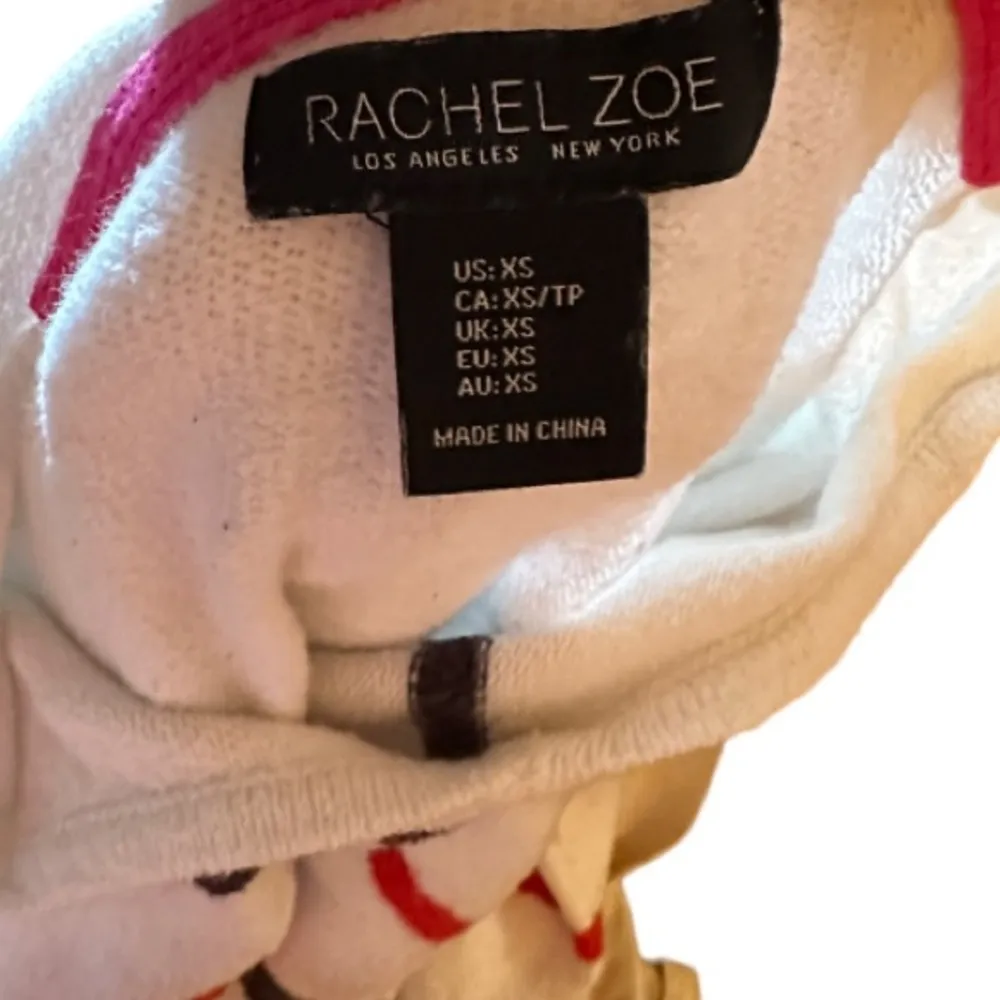 RACHEL ZOE
LOS ANGELES NEW YORK
US: XS
CA: XS/TP
UK: XS
EU: XS
AU: XS
MADE IN CHINA